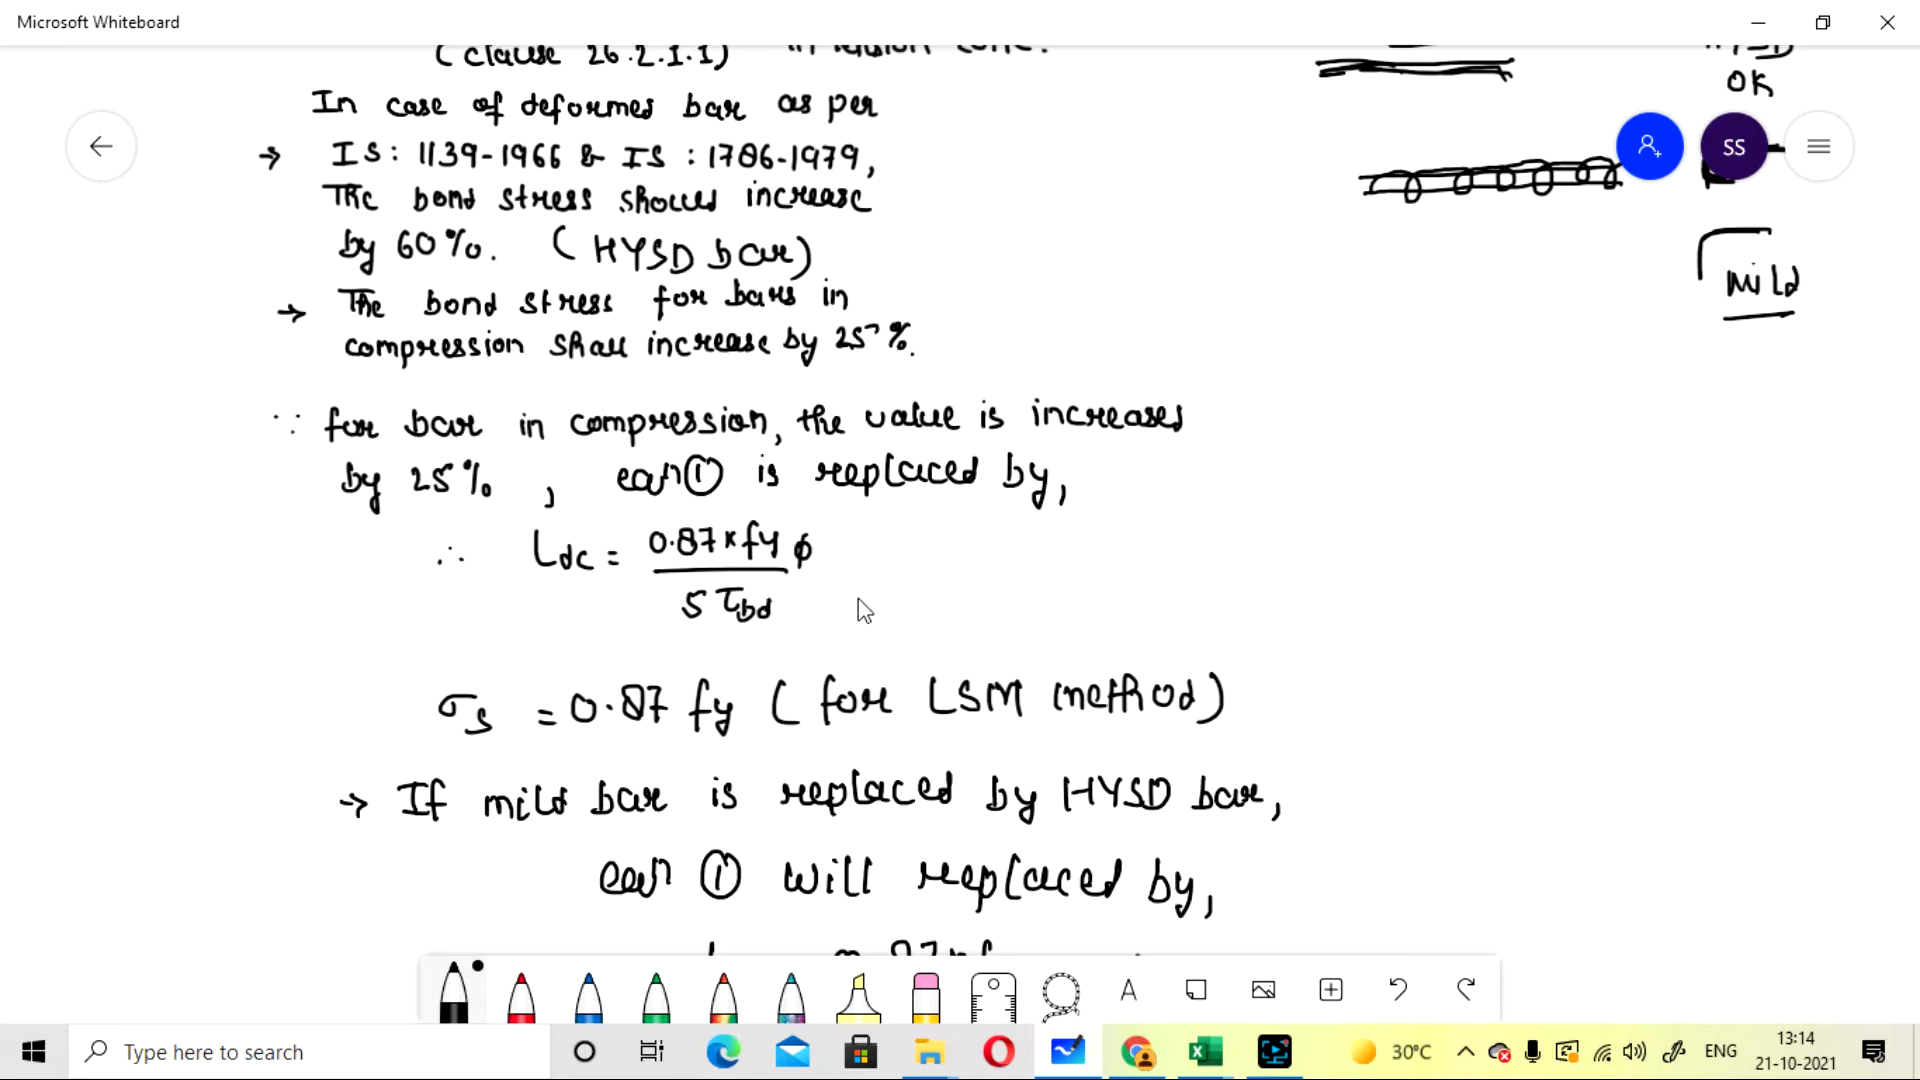 Microsoft Whiteboard
(clause 26.2.1.1) in tension zone.
In case of deformes bar as per
→ IS: 1139-1966 & IS: 1786-1979,
The bond stress should increase
by 60%. (HYSD bar)
→ The bond stress for bars in
compression shall increase by 25%.
∵ for bar in compression, the value is increases
by 25%, eqn ① is replaced by,
∴ Ldc = 0.87 × fy ϕ
5 τbd
σs = 0.87 fy (for LSM method)
→ If mild bar is replaced by HYSD bar,
eqn ① will replaced by,
OK
SS
mild
A
Type here to search
30°C
ENG
13:14
21-10-2021